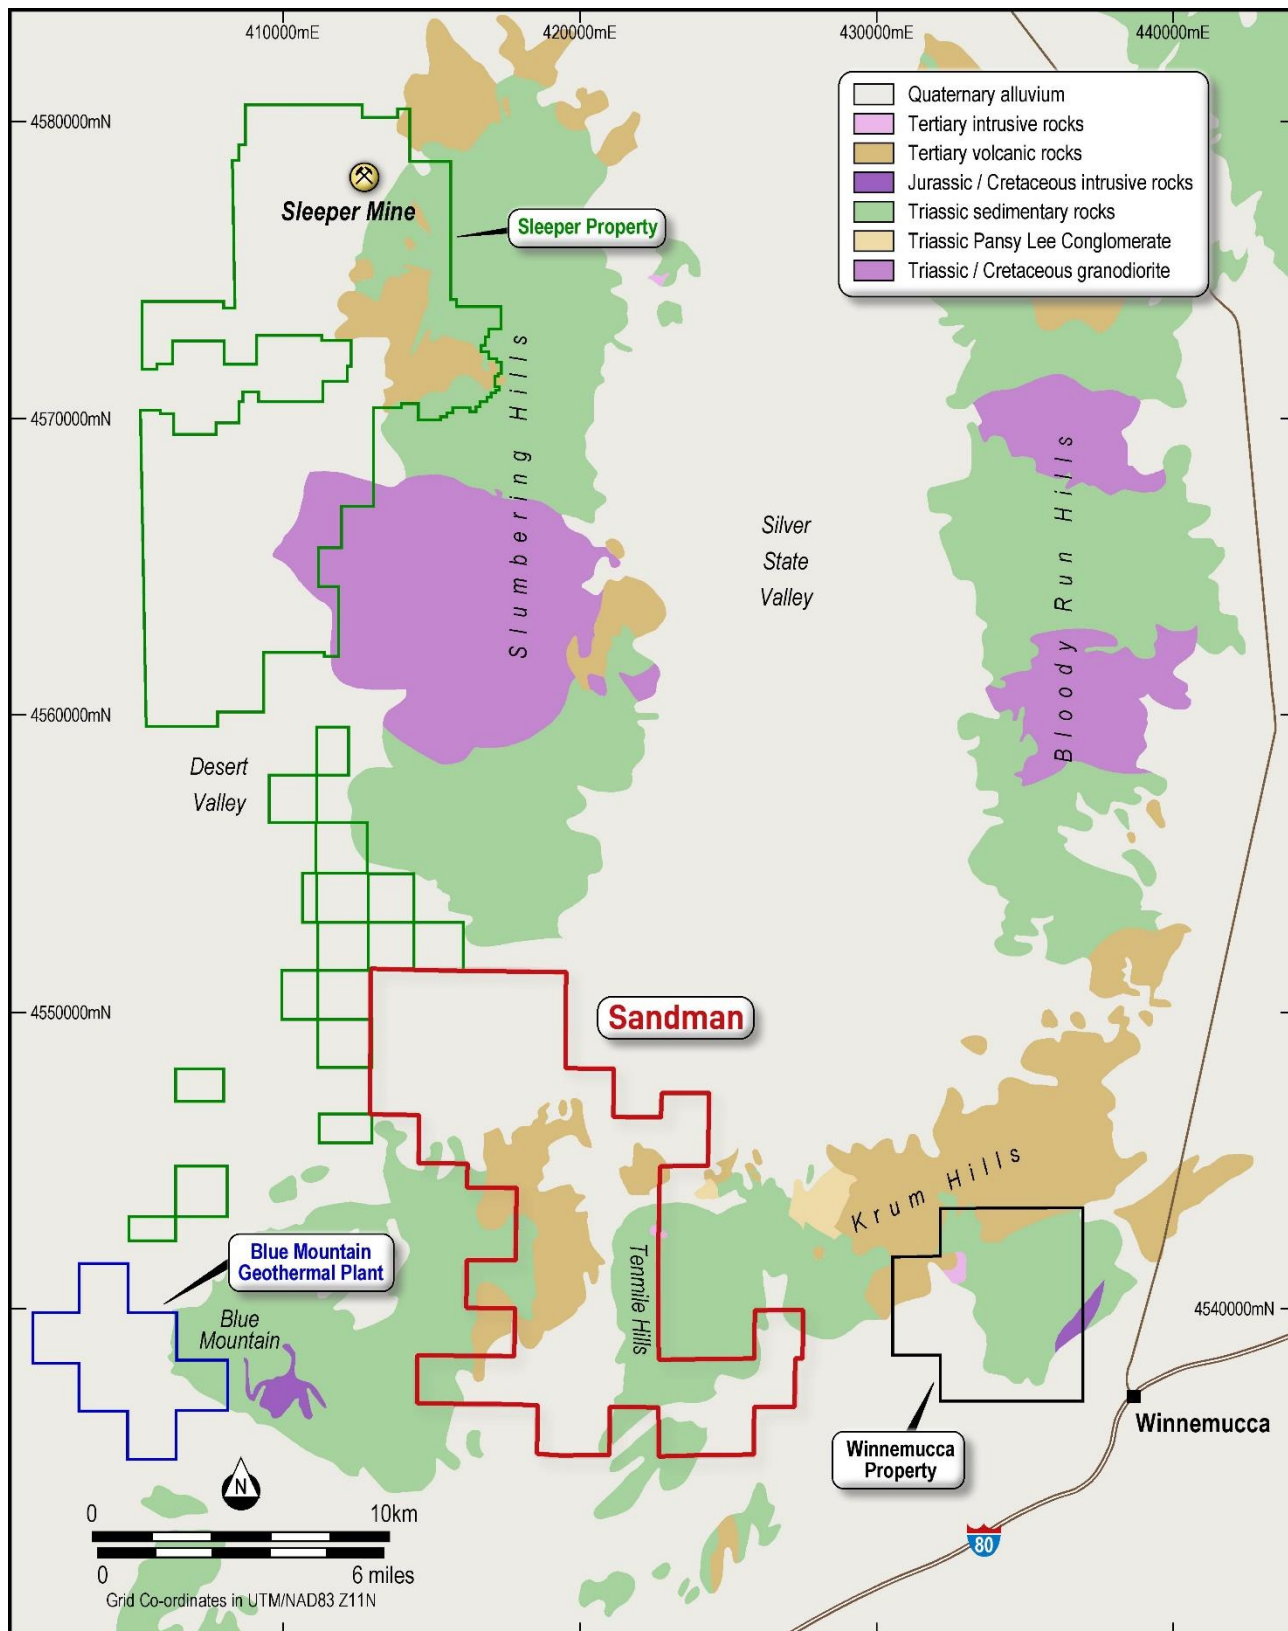 410000mE
420000mE
430000mE
440000mE
4580000mN
4570000mN
4560000mN
4550000mN
4540000mN
Quaternary alluvium
Tertiary intrusive rocks
Tertiary volcanic rocks
Jurassic / Cretaceous intrusive rocks
Triassic sedimentary rocks
Triassic Pansy Lee Conglomerate
Triassic / Cretaceous granodiorite
Sleeper Mine
Sleeper Property
Slumbering Hills
Silver
State
Valley
Bloody Run Hills
Desert
Valley
Sandman
Krum Hills
Tenmile Hills
Blue Mountain
Geothermal Plant
Blue
Mountain
Winnemucca
Winnemucca
Property
80
N
0
10km
0
6 miles
Grid Co-ordinates in UTM/NAD83 Z11N